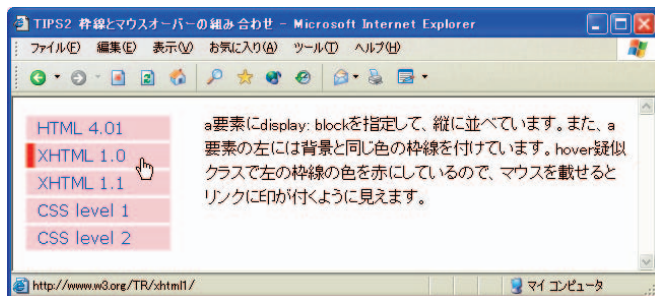 TIPS2 枠線とマウスオーバーの組み合わせ - Microsoft Internet Explorer
ファイル(F) 編集(E) 表示(V) お気に入り(A) ツール(T) ヘルプ(H)
HTML 4.01
XHTML 1.0
XHTML 1.1
CSS level 1
CSS level 2
a要素にdisplay: blockを指定して、縦に並べています。また、a
要素の左には背景と同じ色の枠線を付けています。hover疑似
クラスで左の枠線の色を赤にしているので、マウスを載せると
リンクに印が付くように見えます。
http://www.w3.org/TR/xhtml1/
マイ コンピュータ